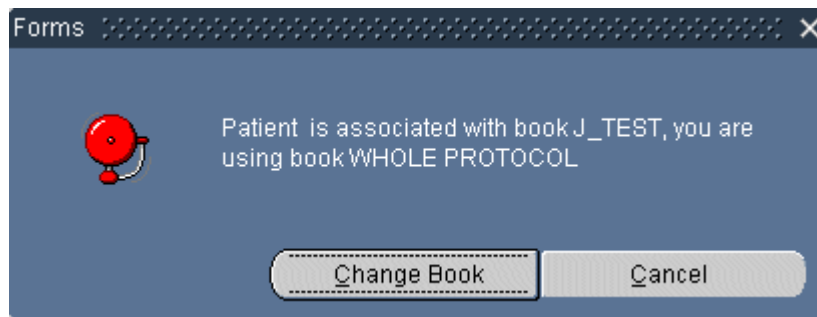 Forms
Patient  is associated with book J_TEST, you are
using book WHOLE PROTOCOL
Change Book
Cancel